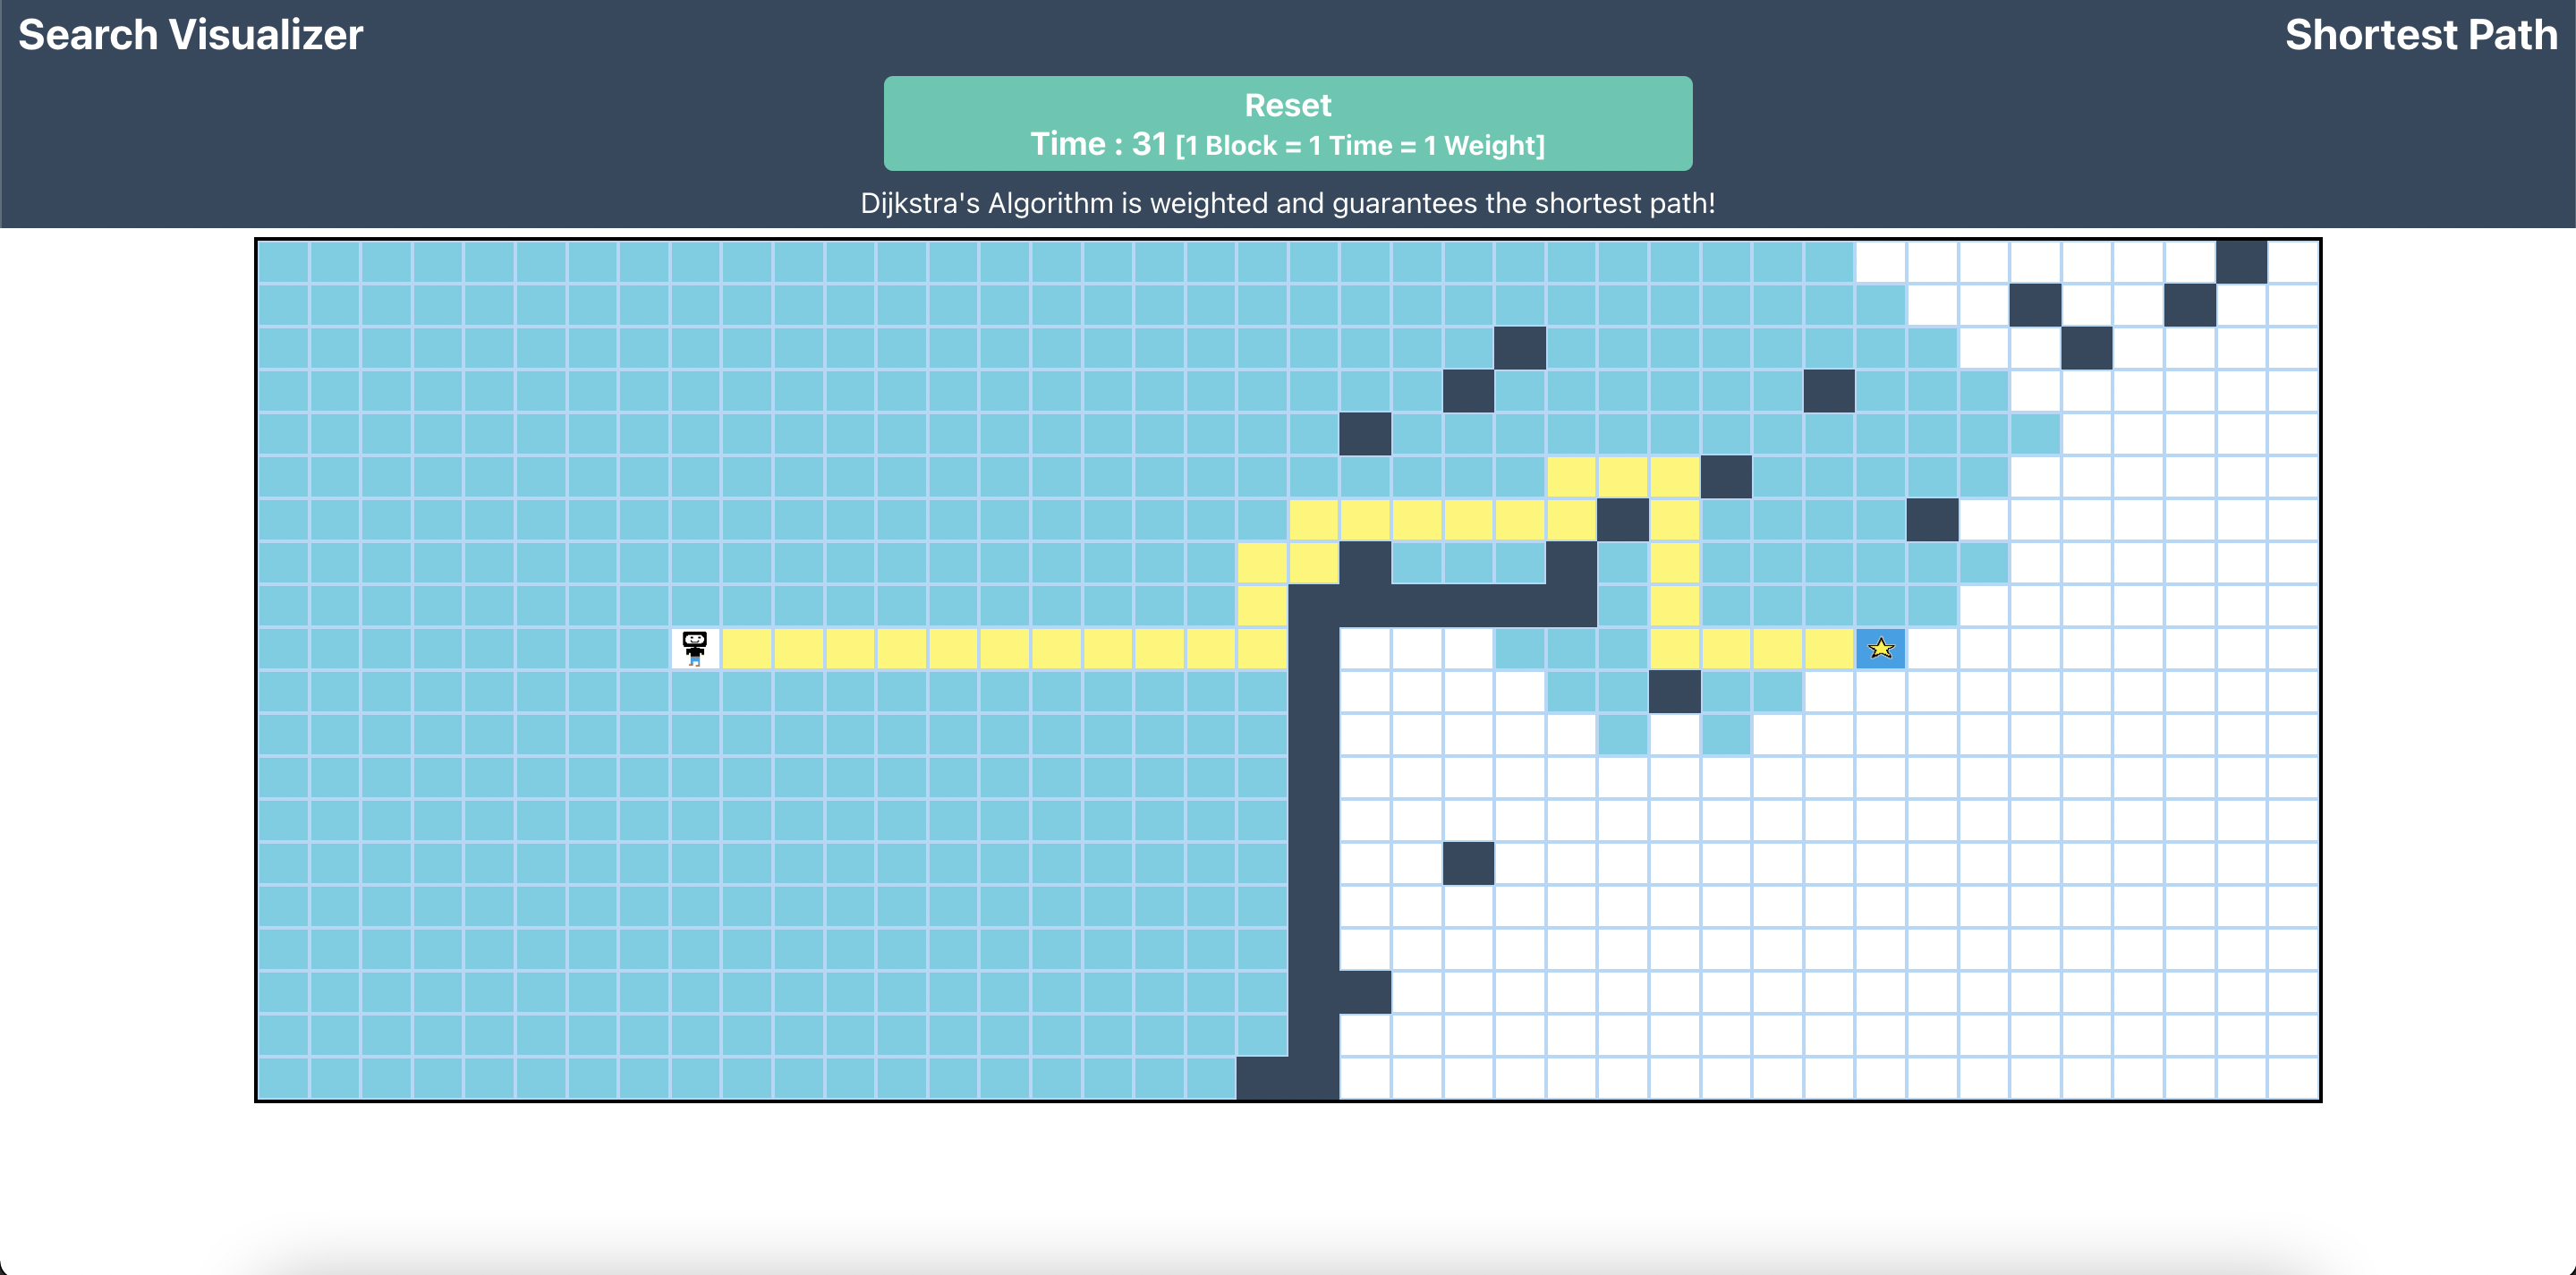 Search Visualizer
Shortest Path
Reset
Time : 31 [1 Block = 1 Time = 1 Weight]
Dijkstra's Algorithm is weighted and guarantees the shortest path!